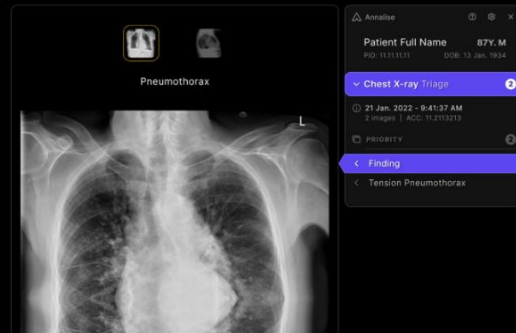 Pneumothorax
L
Annalise
Patient Full Name 87Y. M
PID: 11.11.11.11 DOB: 13 Jan. 1934
Chest X-ray Triage 2
21 Jan. 2022 - 9:41:37 AM
2 images | ACC: 11.2113213
PRIORITY 2
Finding
Tension Pneumothorax